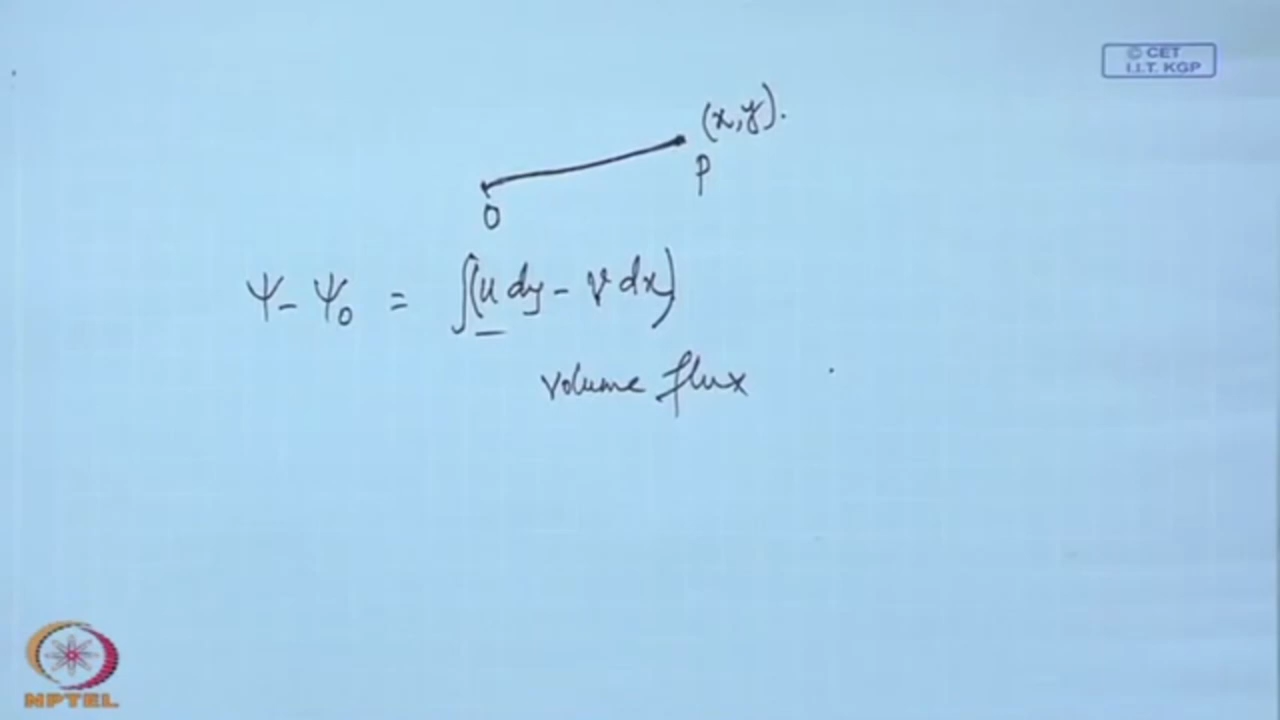 © CET
I.I.T. KGP
(x,y).
P
O
Ψ - Ψ₀ = ∫(u dy - v dx)
volume flux
NPTEL